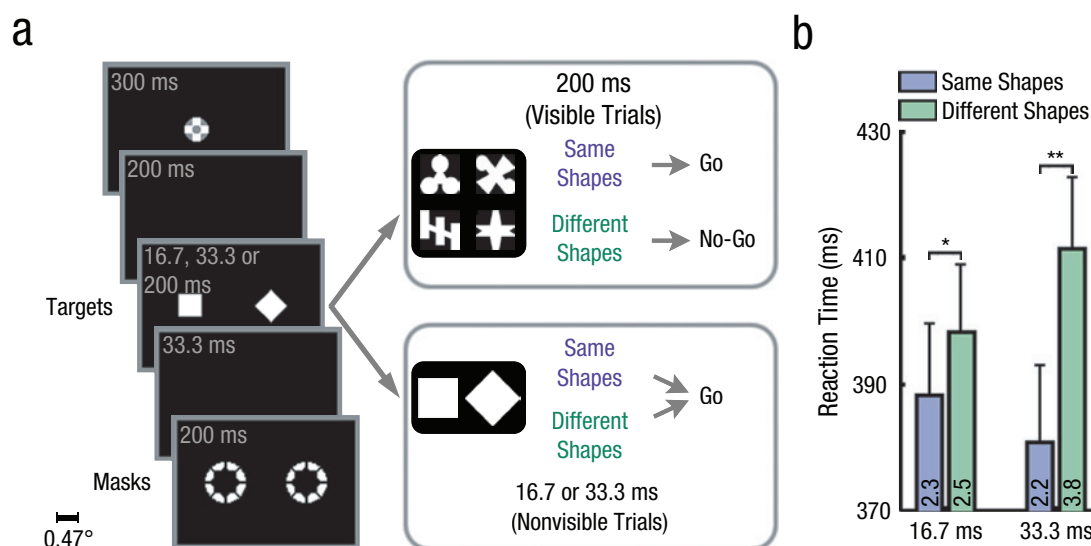 a
300 ms
200 ms
16.7, 33.3 or
200 ms
Targets
33.3 ms
200 ms
Masks
0.47°
200 ms
(Visible Trials)
Same
Shapes
Go
Different
Shapes
No-Go
Same
Shapes
Go
Different
Shapes
16.7 or 33.3 ms
(Nonvisible Trials)
b
Same Shapes
Different Shapes
Reaction Time (ms)
430
410
390
370
*
**
2.3
2.5
2.2
3.8
16.7 ms
33.3 ms